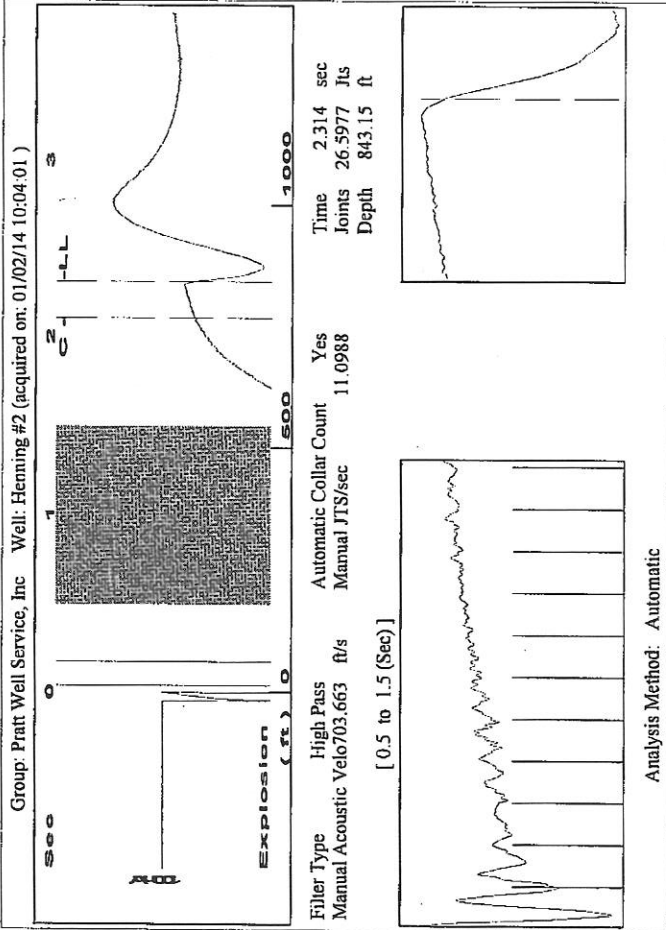 Group: Pratt Well Service, Inc Well: Henning #2 (acquired on: 01/02/14 10:04:01 )
Sec 0 1 2 3
C - LL
Explosion
( ft ) 0 500 1000
Filter Type High Pass Automatic Collar Count Yes Time 2.314 sec
Manual Acoustic Velo703.663 ft/s Manual JTS/sec 11.0988 Joints 26.5977 Jts
Depth 843.15 ft
[ 0.5 to 1.5 (Sec) ]
Analysis Method: Automatic